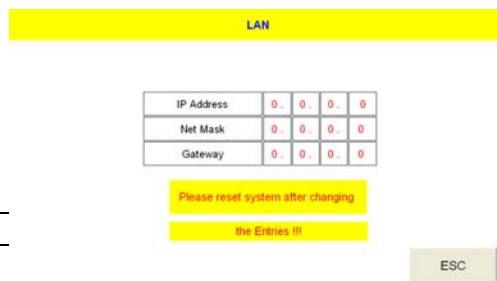 LAN
IP Address 0. 0. 0. 0
Net Mask 0. 0. 0. 0
Gateway 0. 0. 0. 0
Please reset system after changing
the Entries !!!
ESC